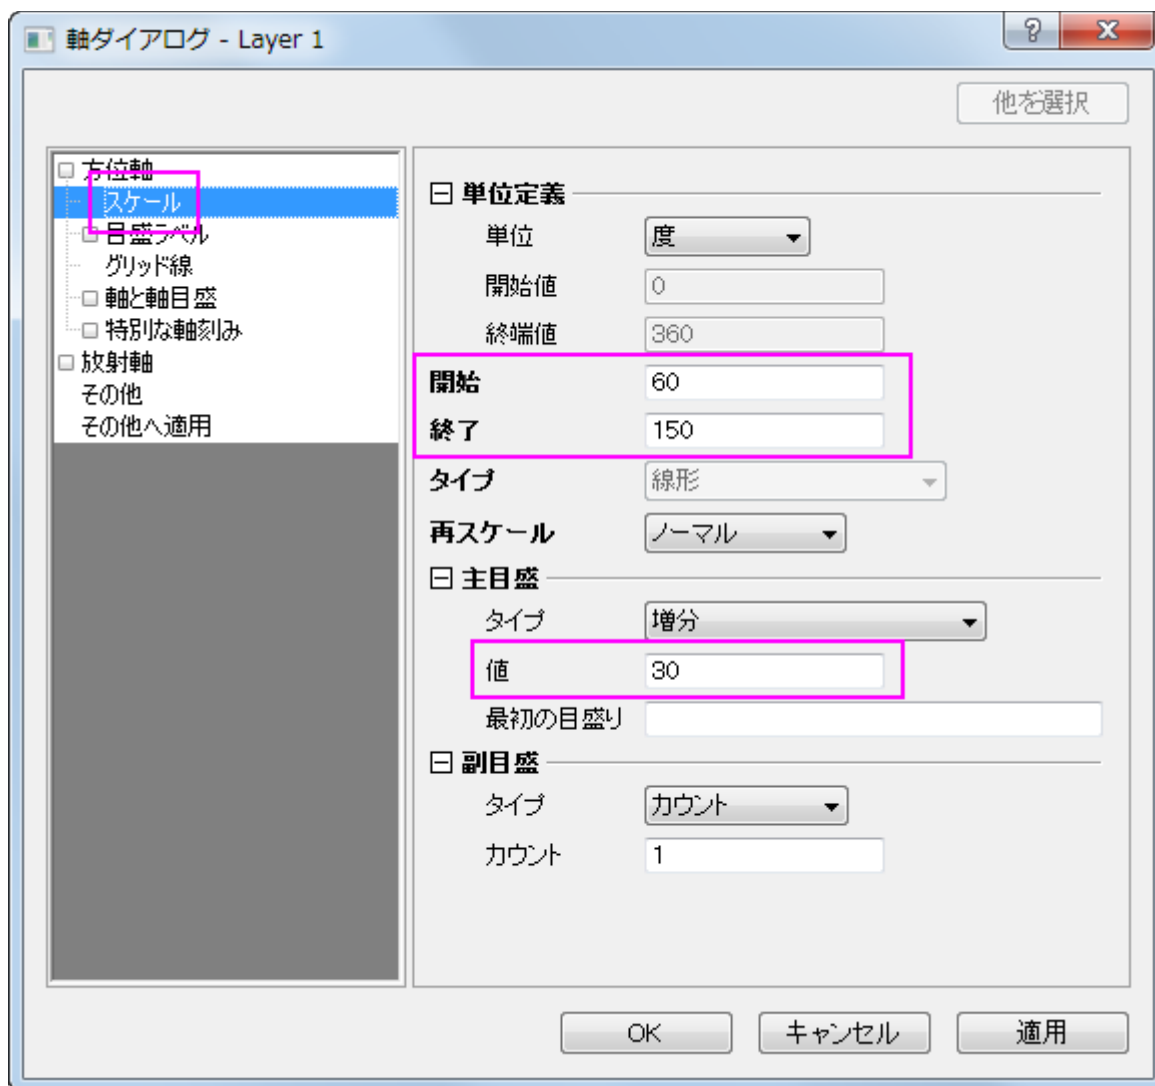 軸ダイアログ - Layer 1
他を選択
方位軸
スケール
目盛ラベル
グリッド線
軸と軸目盛
特別な軸刻み
放射軸
その他
その他へ適用
単位定義
単位 度
開始値 0
終端値 360
開始 60
終了 150
タイプ 線形
再スケール ノーマル
主目盛
タイプ 増分
値 30
最初の目盛り
副目盛
タイプ カウント
カウント 1
OK キャンセル 適用